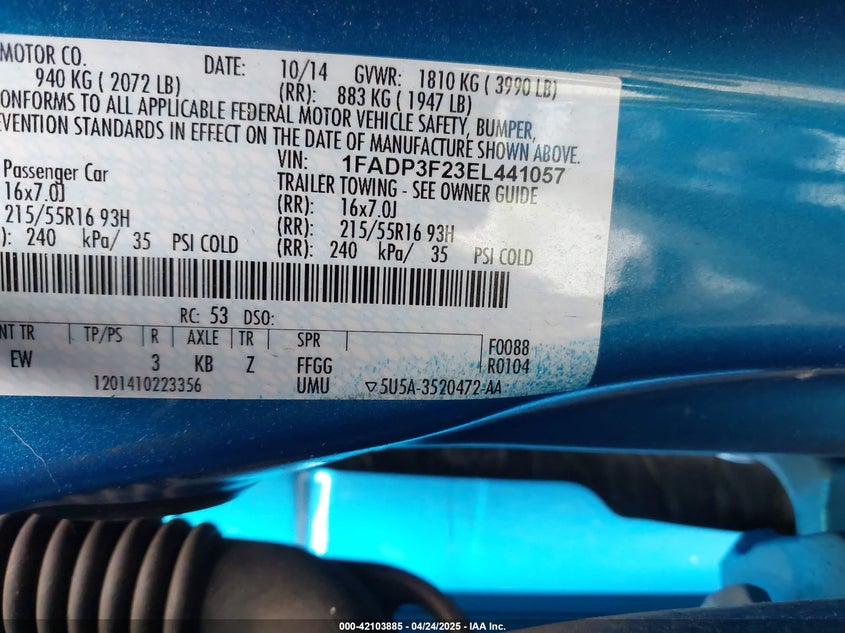 MOTOR CO.
DATE: 10/14 GVWR: 1810 KG ( 3990 LB)
940 KG ( 2072 LB) (RR): 883 KG ( 1947 LB)
CONFORMS TO ALL APPLICABLE FEDERAL MOTOR VEHICLE SAFETY, BUMPER,
EVENTION STANDARDS IN EFFECT ON THE DATE OF MANUFACTURE SHOWN ABOVE.
VIN: 1FADP3F23EL441057
Passenger Car TRAILER TOWING - SEE OWNER GUIDE
16x7.0J (RR): 16x7.0J
215/55R16 93H (RR): 215/55R16 93H
): 240 kPa/ 35 PSI COLD (RR): 240 kPa/ 35 PSI COLD
RC: 53 DSO:
NT TR TP/PS R AXLE TR SPR F0088
EW 3 KB Z FFGG R0104
1201410223356 UMU ▽5U5A-3520472-AA
000-42103885 - 04/24/2025 - IAA Inc.